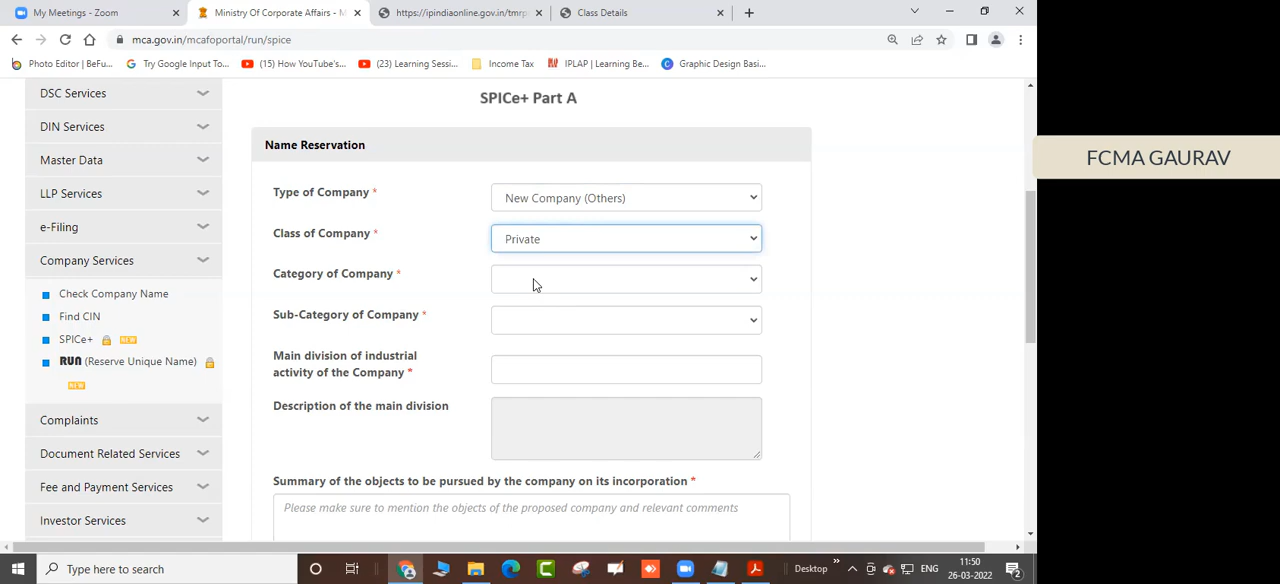 My Meetings - Zoom
Ministry Of Corporate Affairs - M
https://ipindiaonline.gov.in/tmrp
Class Details
mca.gov.in/mcafoportal/run/spice
Photo Editor | BeFu...
Try Google Input To...
(15) How YouTube's...
(23) Learning Sessi...
Income Tax
IPLAP | Learning Be...
Graphic Design Basi...
DSC Services
DIN Services
Master Data
LLP Services
e-Filing
Company Services
Check Company Name
Find CIN
SPICe+ NEW
RUN (Reserve Unique Name)
NEW
Complaints
Document Related Services
Fee and Payment Services
Investor Services
SPICe+ Part A
Name Reservation
Type of Company *
New Company (Others)
Class of Company *
Private
Category of Company *
Sub-Category of Company *
Main division of industrial
activity of the Company *
Description of the main division
Summary of the objects to be pursued by the company on its incorporation *
Please make sure to mention the objects of the proposed company and relevant comments
FCMA GAURAV
Type here to search
Desktop
ENG
11:50
26-03-2022
2